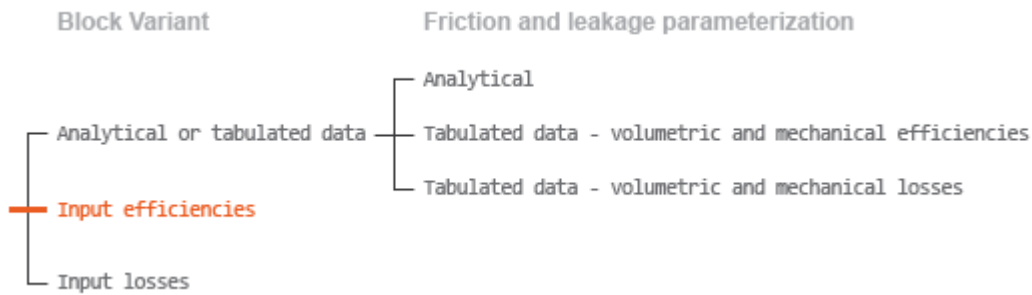 Block Variant
Friction and leakage parameterization
Analytical
Analytical or tabulated data
Tabulated data - volumetric and mechanical efficiencies
Tabulated data - volumetric and mechanical losses
Input efficiencies
Input losses